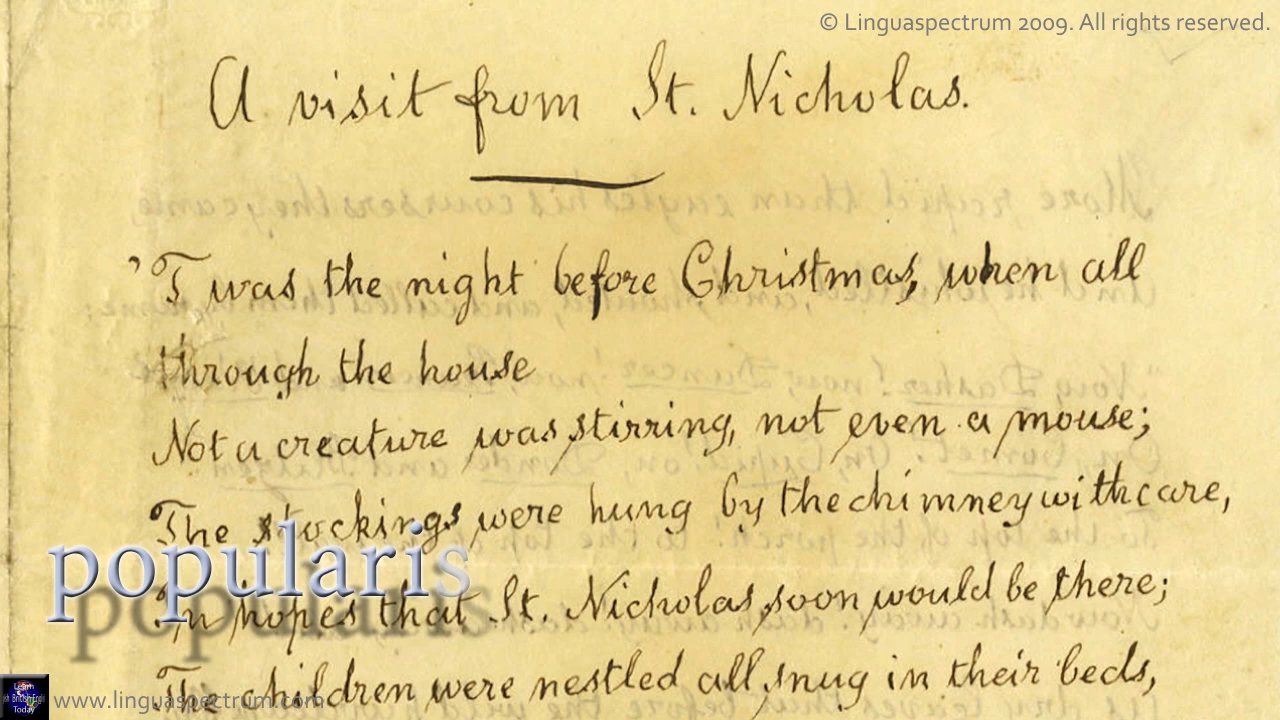 © Linguaspectrum 2009. All rights reserved.
A visit from St. Nicholas.
'Twas the night before Christmas, when all
through the house
Not a creature was stirring, not even a mouse;
The stockings were hung by the chimney with care,
popularis
In hopes that St. Nicholas soon would be there;
The children were nestled all snug in their beds,
www.linguaspectrum.com